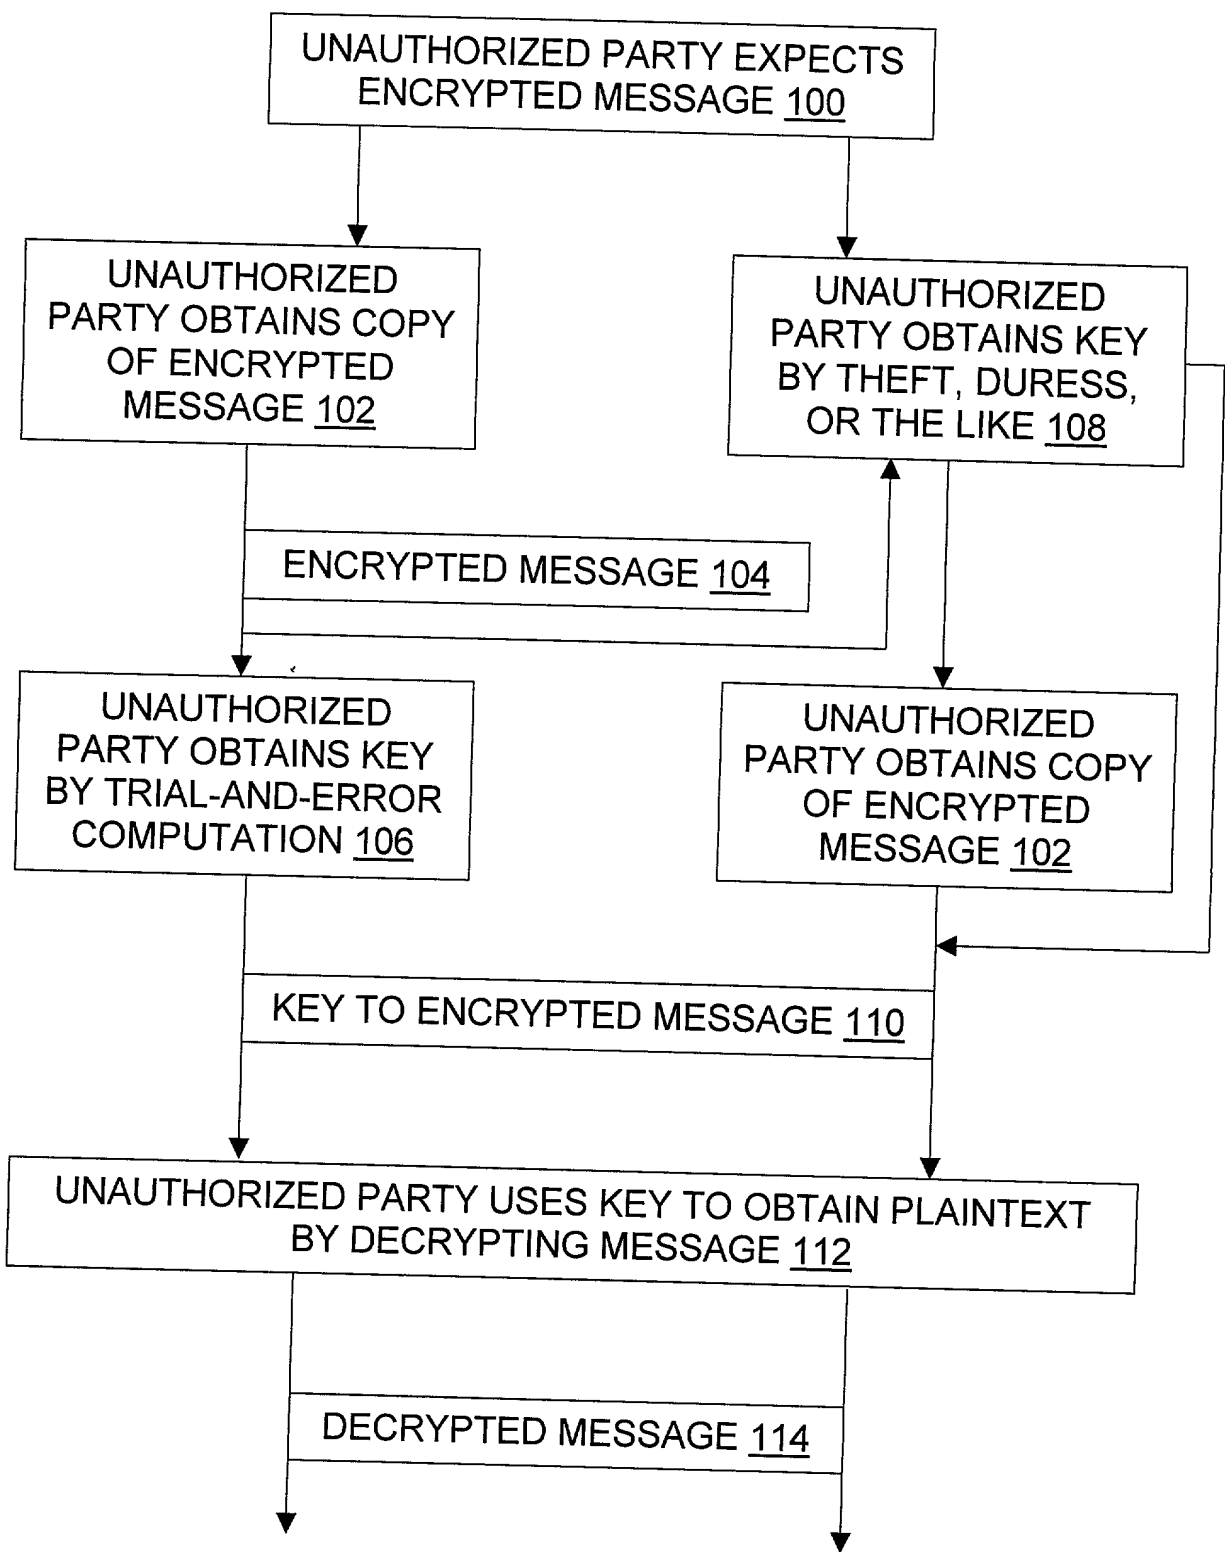 UNAUTHORIZED PARTY EXPECTS
ENCRYPTED MESSAGE 100
UNAUTHORIZED
PARTY OBTAINS COPY
OF ENCRYPTED
MESSAGE 102
UNAUTHORIZED
PARTY OBTAINS KEY
BY THEFT, DURESS,
OR THE LIKE 108
ENCRYPTED MESSAGE 104
UNAUTHORIZED
PARTY OBTAINS KEY
BY TRIAL-AND-ERROR
COMPUTATION 106
UNAUTHORIZED
PARTY OBTAINS COPY
OF ENCRYPTED
MESSAGE 102
KEY TO ENCRYPTED MESSAGE 110
UNAUTHORIZED PARTY USES KEY TO OBTAIN PLAINTEXT
BY DECRYPTING MESSAGE 112
DECRYPTED MESSAGE 114